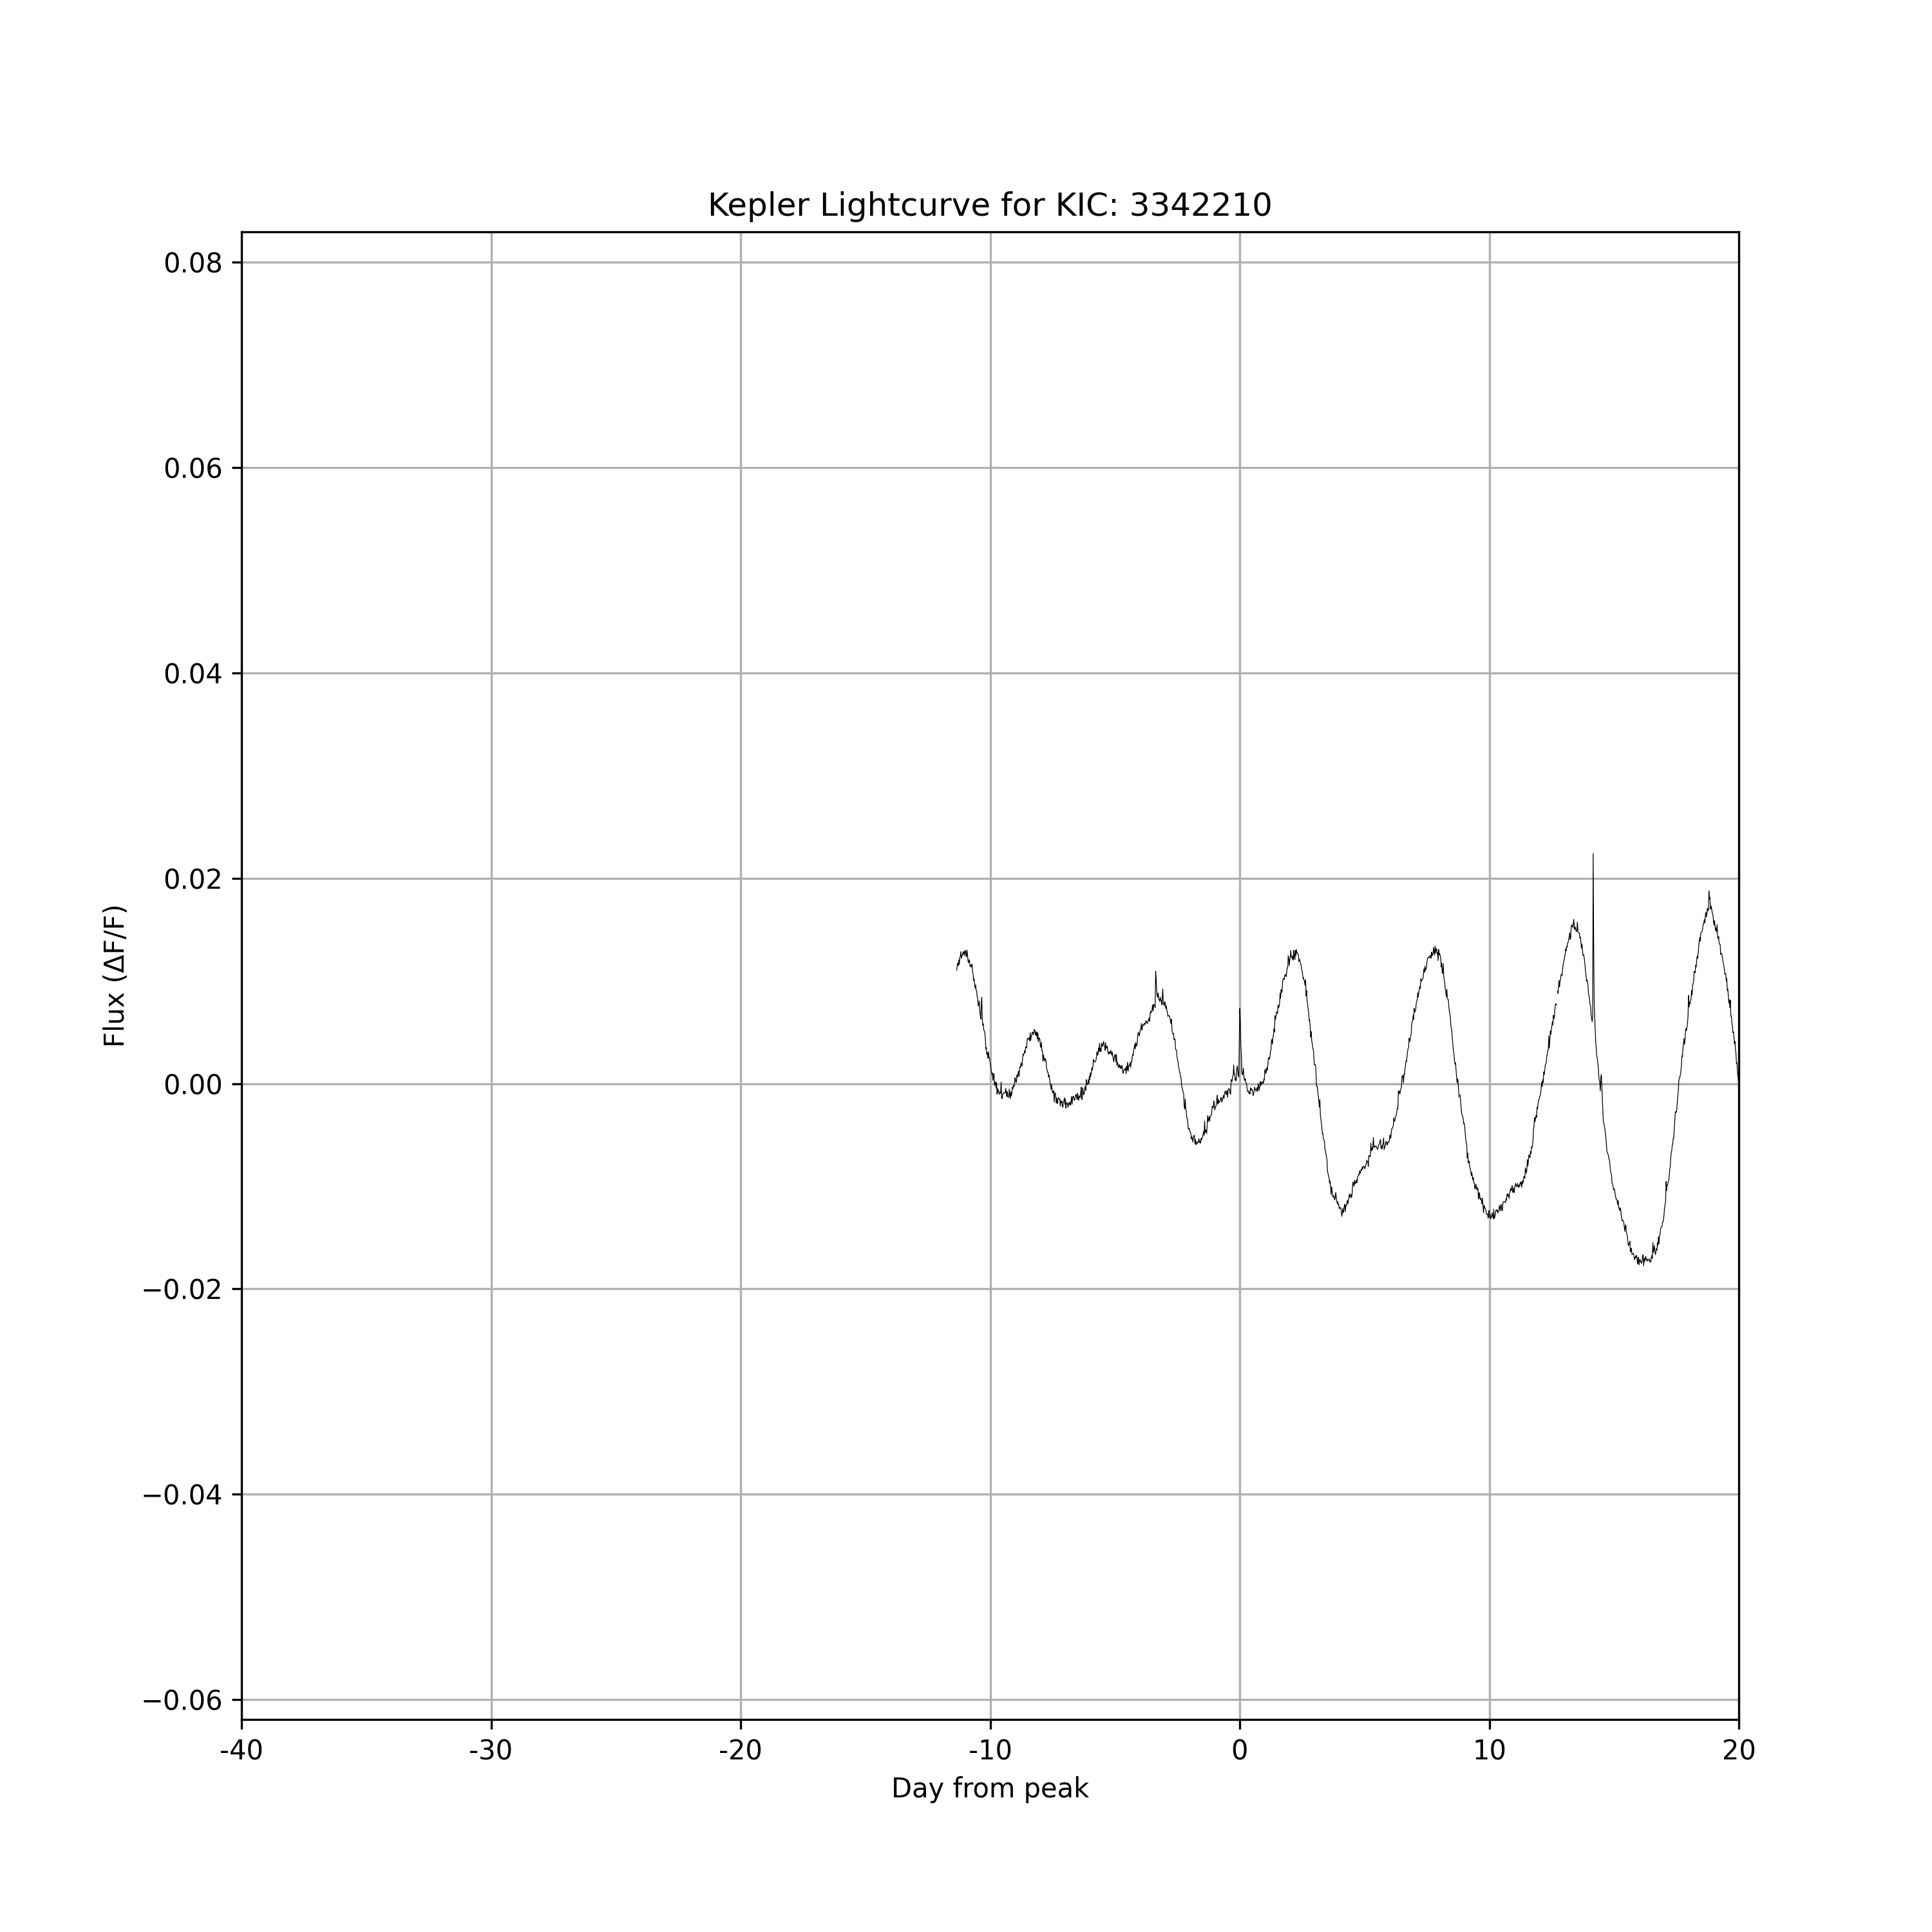 Kepler Lightcurve for KIC: 3342210
0.08
0.06
0.04
0.02
0.00
−0.02
−0.04
−0.06
Flux (ΔF/F)
-40 -30 -20 -10 0 10 20
Day from peak